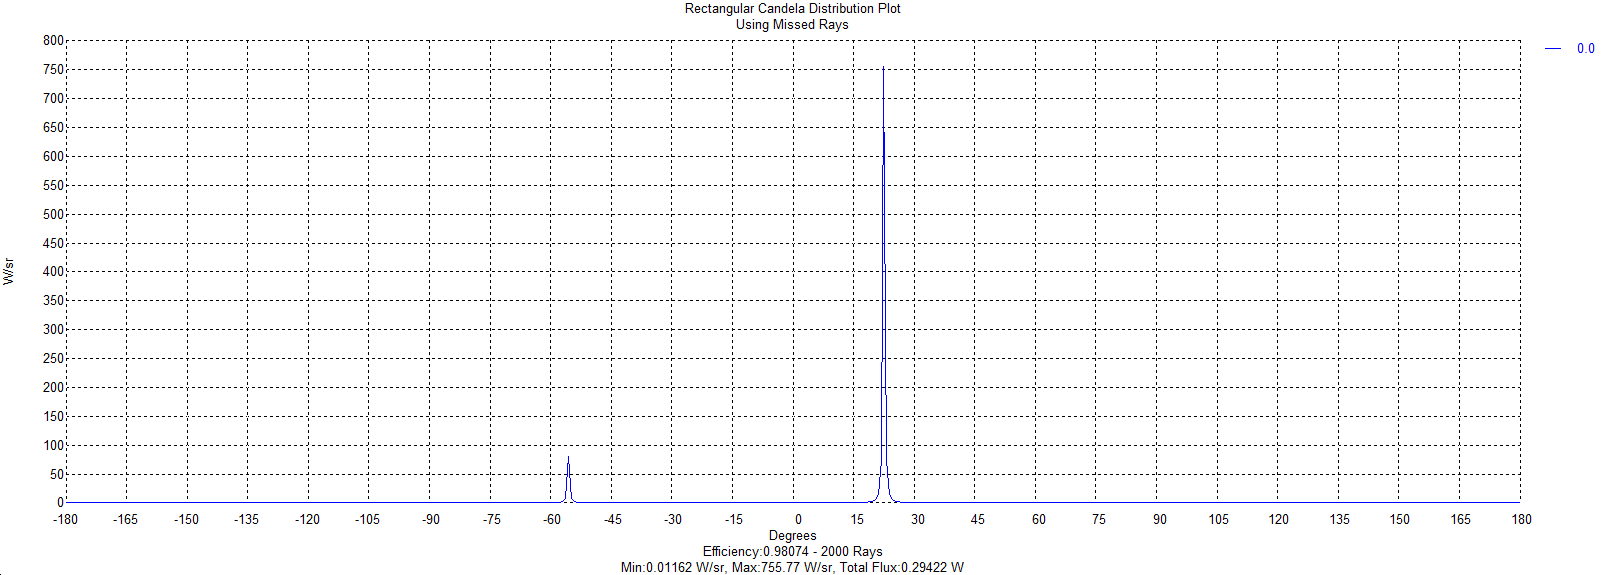 Rectangular Candela Distribution Plot
Using Missed Rays
800
750
700
650
600
550
500
450
400
350
300
250
200
150
100
50
0
W/sr
0.0
-180 -165 -150 -135 -120 -105 -90 -75 -60 -45 -30 -15 0 15 30 45 60 75 90 105 120 135 150 165 180
Degrees
Efficiency:0.98074 - 2000 Rays
Min:0.01162 W/sr, Max:755.77 W/sr, Total Flux:0.29422 W